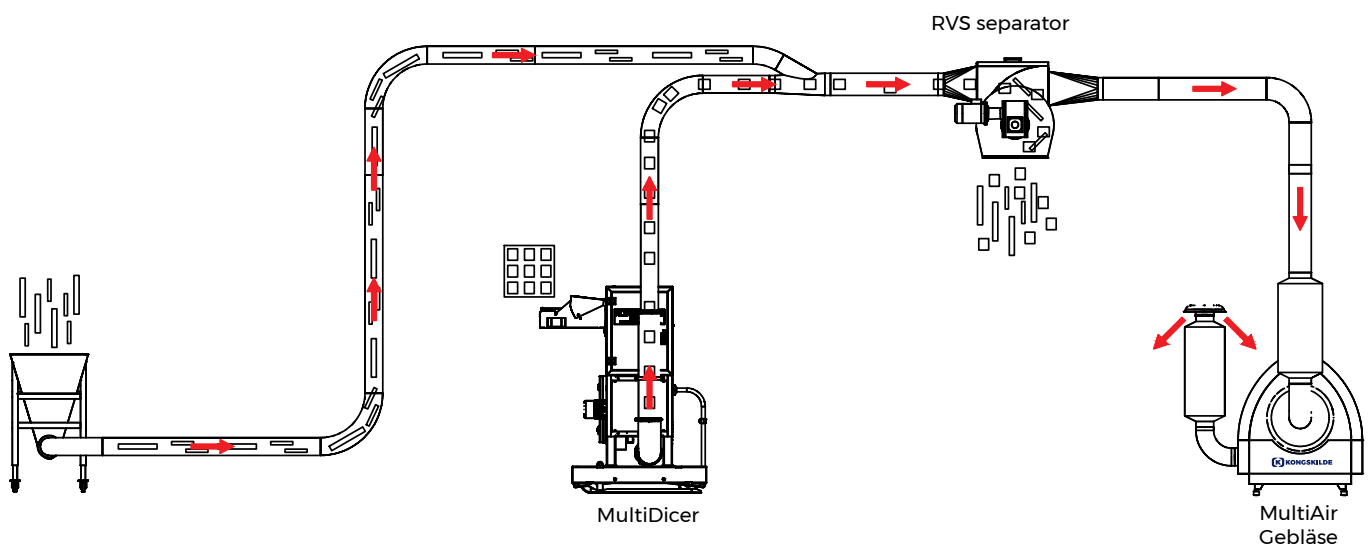 RVS separator
MultiDicer
KONGSKILDE
MultiAir
Gebläse